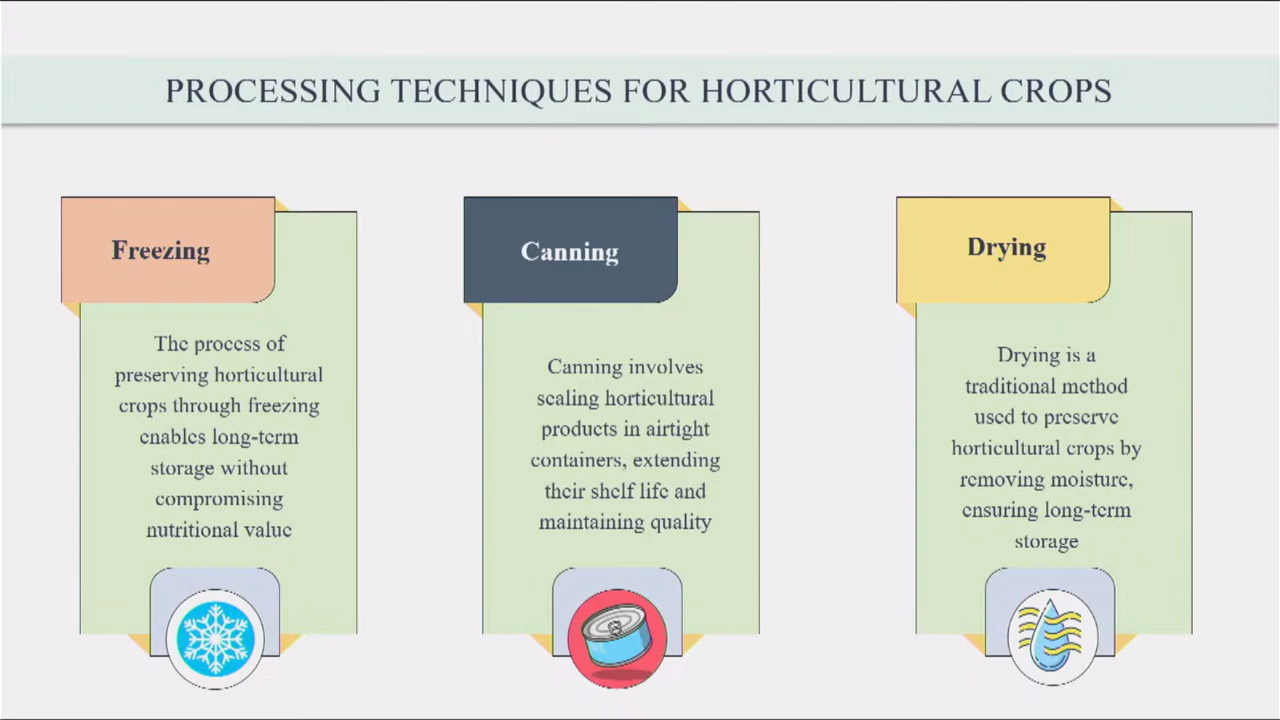 PROCESSING TECHNIQUES FOR HORTICULTURAL CROPS
Freezing
The process of
preserving horticultural
crops through freezing
enables long-term
storage without
compromising
nutritional value
Canning
Canning involves
sealing horticultural
products in airtight
containers, extending
their shelf life and
maintaining quality
Drying
Drying is a
traditional method
used to preserve
horticultural crops by
removing moisture,
ensuring long-term
storage